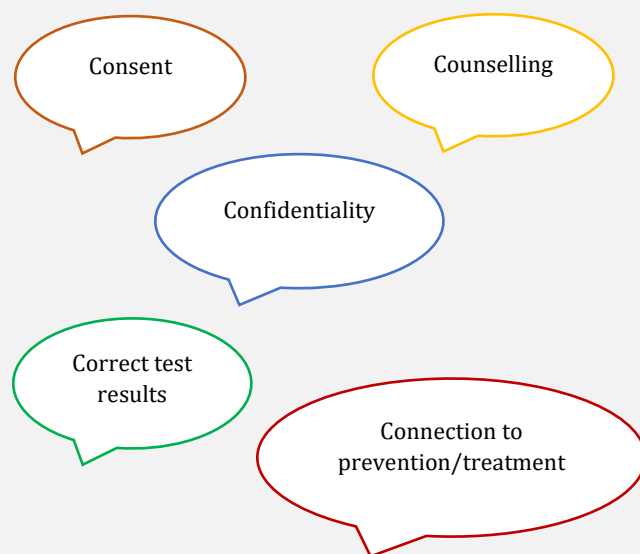 Consent
Counselling
Confidentiality
Correct test
results
Connection to
prevention/treatment